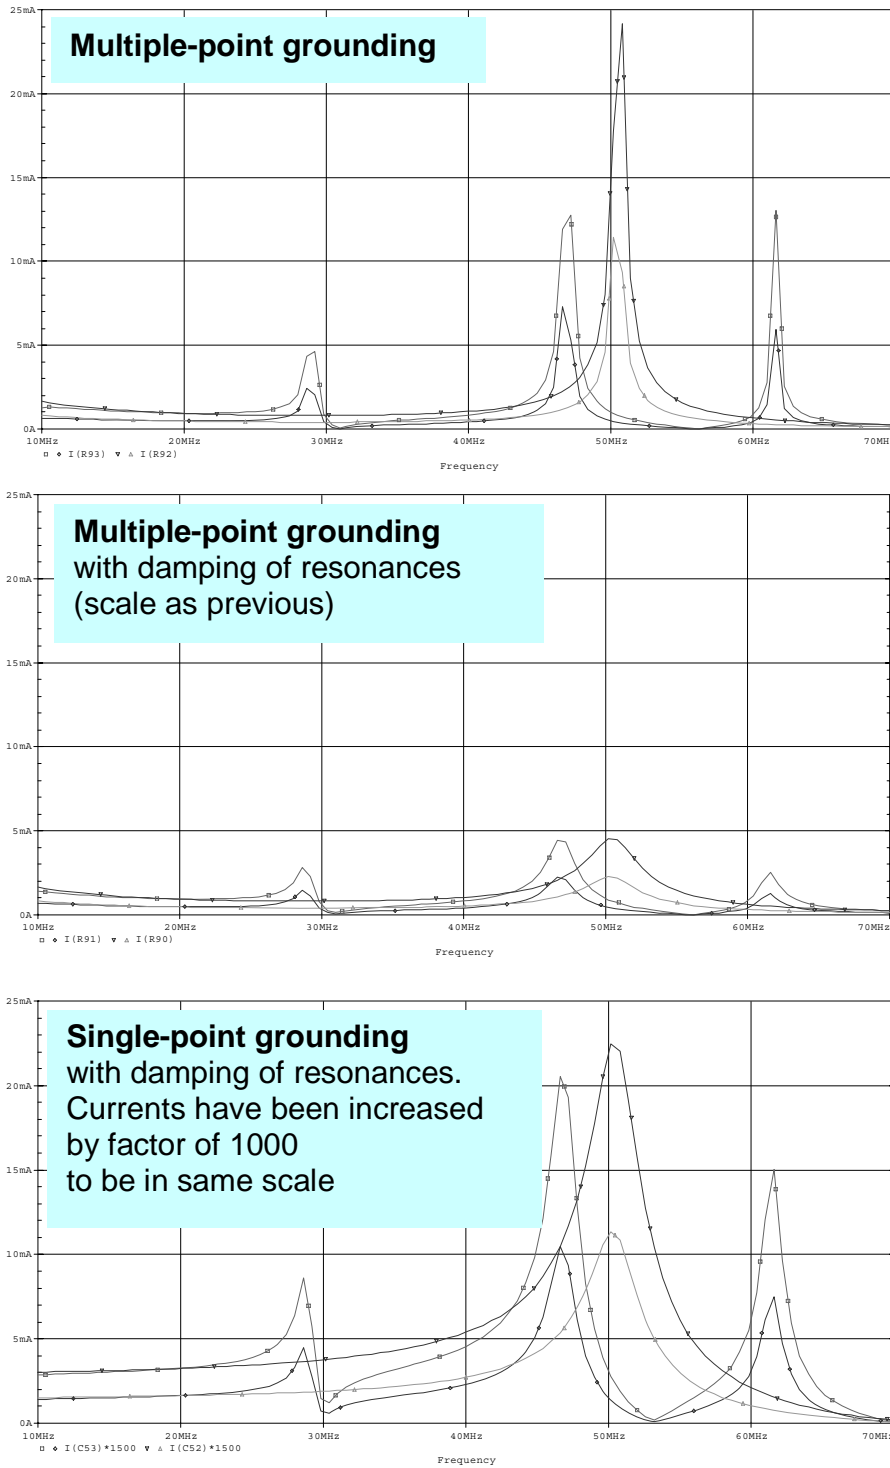 25mA
Multiple-point grounding
20mA
15mA
10mA
5mA
0A
10MHz 20MHz 30MHz 40MHz 50MHz 60MHz 70MHz
I(R93) I(R92)
Frequency
25mA
Multiple-point grounding
with damping of resonances
(scale as previous)
20mA
15mA
10mA
5mA
0A
10MHz 20MHz 30MHz 40MHz 50MHz 60MHz 70MHz
I(R91) I(R90)
Frequency
25mA
Single-point grounding
with damping of resonances.
20mA
Currents have been increased
by factor of 1000
to be in same scale
15mA
10mA
5mA
0A
10MHz 20MHz 30MHz 40MHz 50MHz 60MHz 70MHz
I(C53)*1500 I(C52)*1500
Frequency